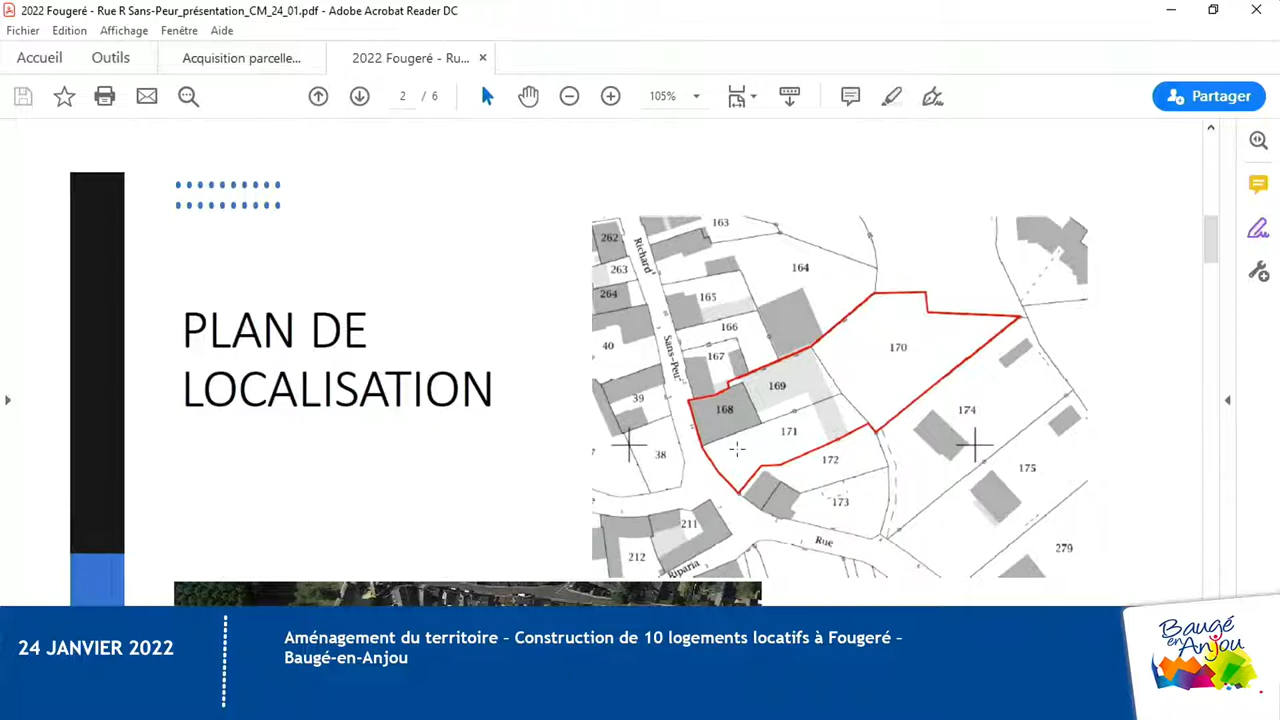 2022 Fougeré - Rue R Sans-Peur_présentation_CM_24_01.pdf - Adobe Acrobat Reader DC
Fichier Edition Affichage Fenêtre Aide
Accueil Outils Acquisition parcelle... 2022 Fougeré - Ru... ×
2 / 6 105% Partager
PLAN DE
LOCALISATION
163
262
Richard
263
164
264
165
166
40
Sans-Peur
167
170
169
39
168
174
171
38
172
175
173
211
Rue
212
279
Riparia
24 JANVIER 2022
Aménagement du territoire – Construction de 10 logements locatifs à Fougeré –
Baugé-en-Anjou
Baugé
en Anjou